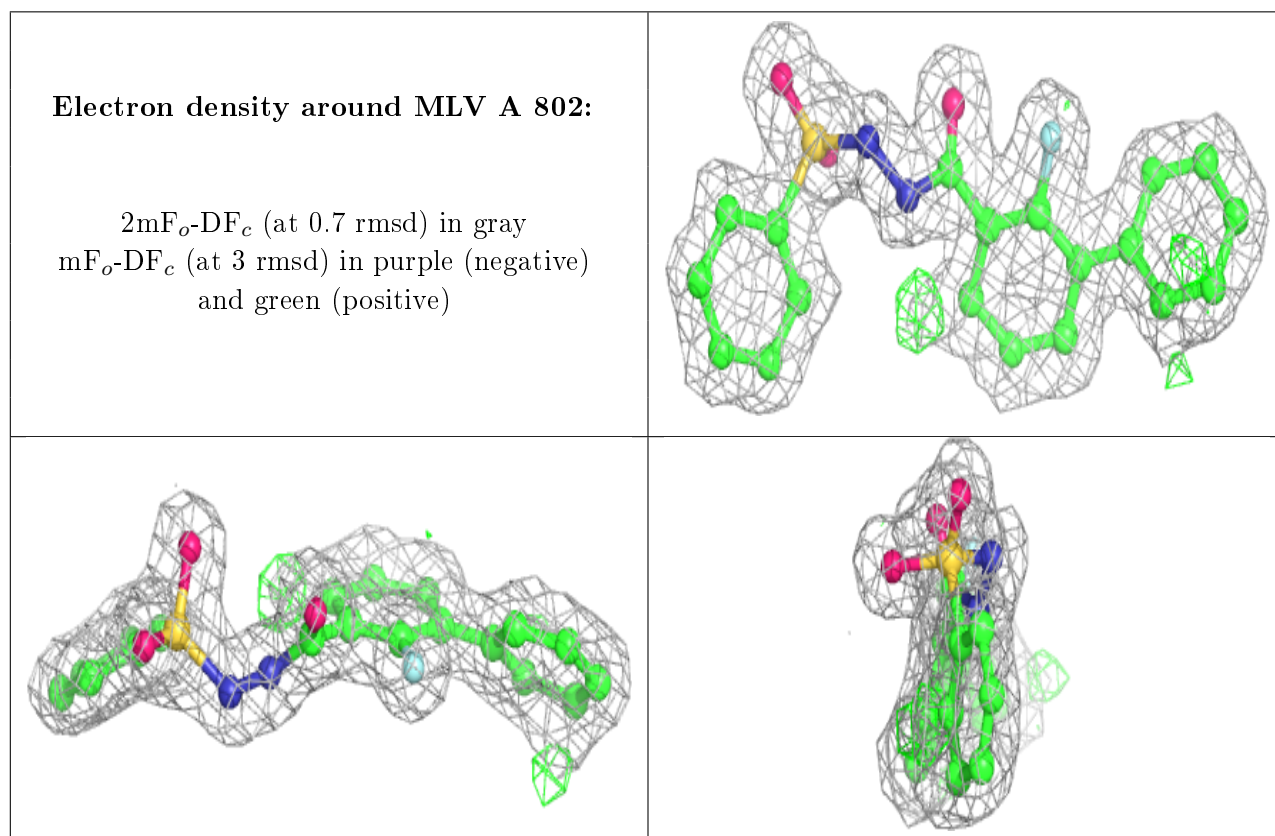 Electron density around MLV A 802:
2mFo-DFc (at 0.7 rmsd) in gray
mFo-DFc (at 3 rmsd) in purple (negative)
and green (positive)